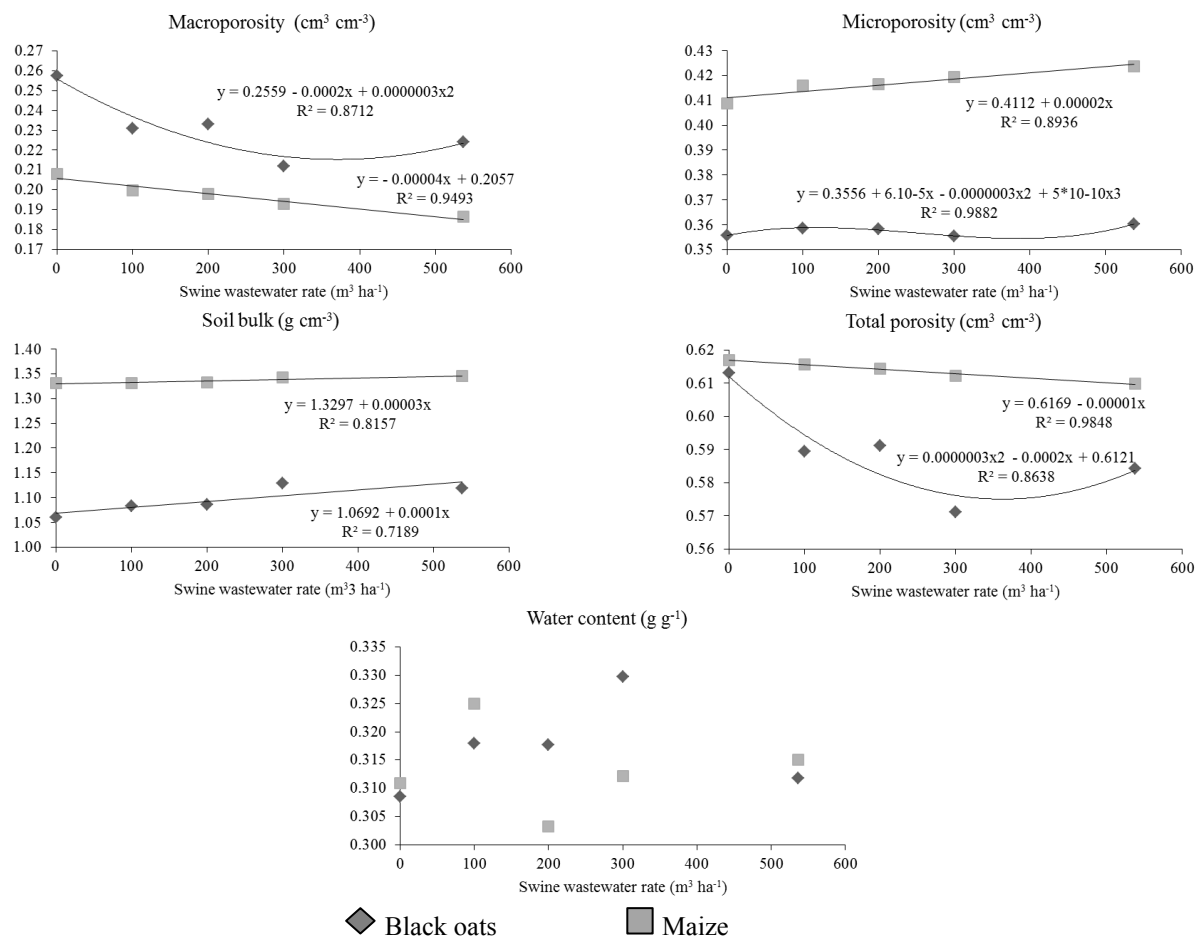 Macroporosity (cm³ cm⁻³)
0.27
0.26
0.25
0.24
0.23
0.22
0.21
0.20
0.19
0.18
0.17
y = 0.2559 - 0.0002x + 0.0000003x2
R² = 0.8712
y = - 0.00004x + 0.2057
R² = 0.9493
0 100 200 300 400 500 600
Swine wastewater rate (m³ ha⁻¹)
Microporosity (cm³ cm⁻³)
0.43
0.42
0.41
0.40
0.39
0.38
0.37
0.36
0.35
y = 0.4112 + 0.00002x
R² = 0.8936
y = 0.3556 + 6.10-5x - 0.0000003x2 + 5*10-10x3
R² = 0.9882
0 100 200 300 400 500 600
Swine wastewater rate (m³ ha⁻¹)
Soil bulk (g cm⁻³)
1.40
1.35
1.30
1.25
1.20
1.15
1.10
1.05
1.00
y = 1.3297 + 0.00003x
R² = 0.8157
y = 1.0692 + 0.0001x
R² = 0.7189
0 100 200 300 400 500 600
Swine wastewater rate (m³3 ha⁻¹)
Total porosity (cm³ cm⁻³)
0.62
0.61
0.60
0.59
0.58
0.57
0.56
y = 0.6169 - 0.00001x
R² = 0.9848
y = 0.0000003x2 - 0.0002x + 0.6121
R² = 0.8638
0 100 200 300 400 500 600
Swine wastewater rate (m³ ha⁻¹)
Water content (g g⁻¹)
0.335
0.330
0.325
0.320
0.315
0.310
0.305
0.300
0 100 200 300 400 500 600
Swine wastewater rate (m³ ha⁻¹)
Black oats
Maize